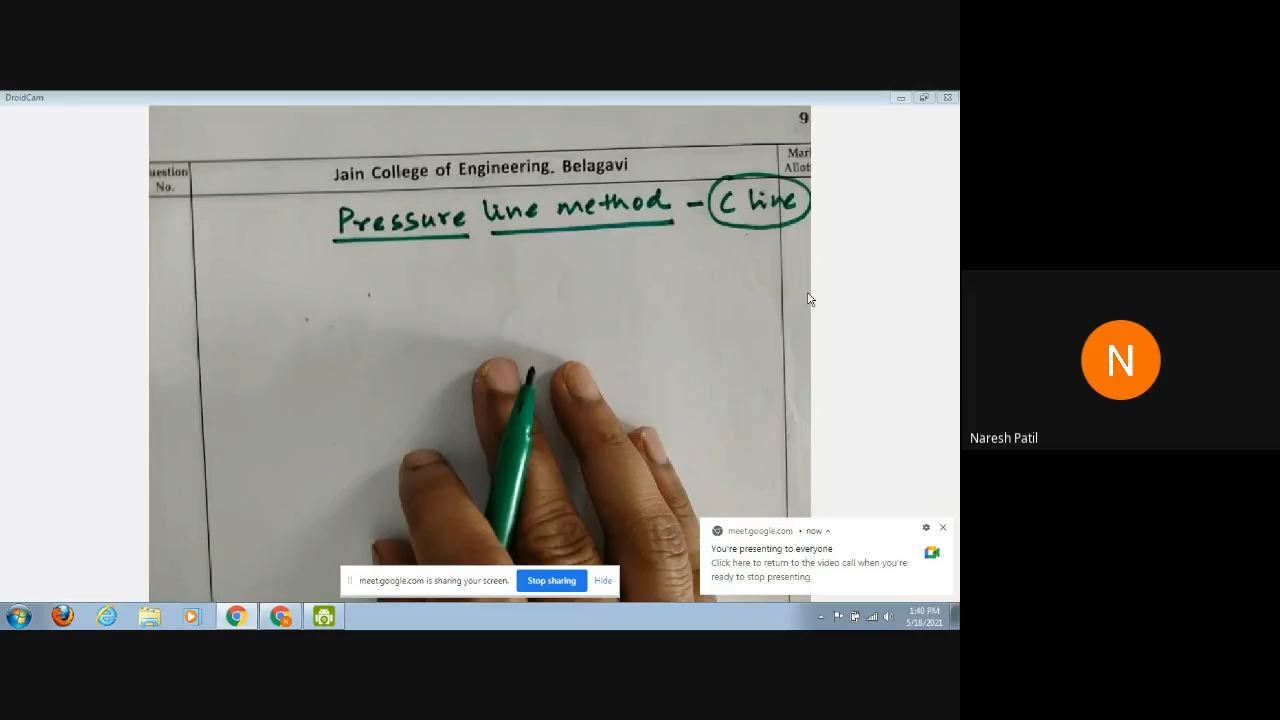 DroidCam
9
uestion
No.
Jain College of Engineering, Belagavi
Mar
Allot
Pressure line method - C line
N
Naresh Patil
meet.google.com • now
You're presenting to everyone
Click here to return to the video call when you're
ready to stop presenting
meet.google.com is sharing your screen.
Stop sharing
Hide
1:40 PM
5/18/2021